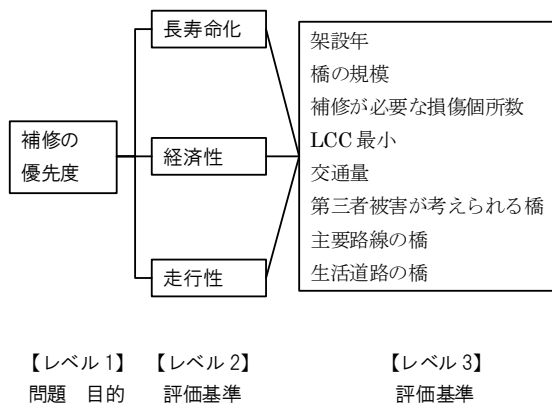 補修の
優先度
長寿命化
経済性
走行性
架設年
橋の規模
補修が必要な損傷個所数
LCC 最小
交通量
第三者被害が考えられる橋
主要路線の橋
生活道路の橋
【レベル 1】
問題　目的
【レベル 2】
評価基準
【レベル 3】
評価基準